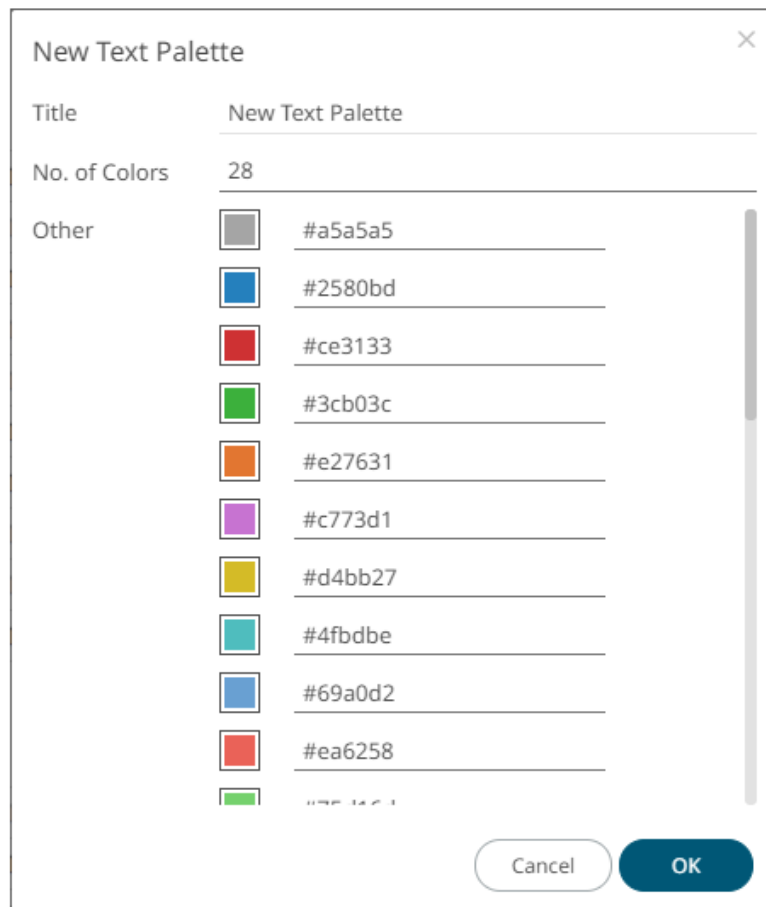 New Text Palette
Title New Text Palette
No. of Colors 28
Other #a5a5a5
#2580bd
#ce3133
#3cb03c
#e27631
#c773d1
#d4bb27
#4fbdbe
#69a0d2
#ea6258
Cancel OK